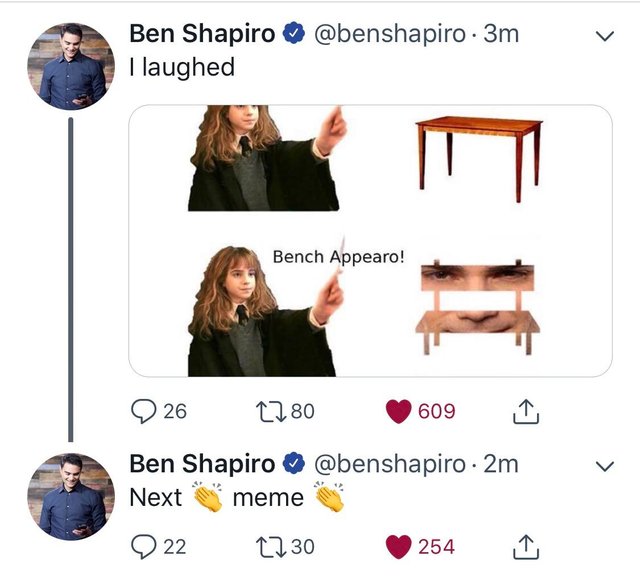 Ben Shapiro @benshapiro · 3m
I laughed
Bench Appearo!
26 80 609
Ben Shapiro @benshapiro · 2m
Next 👏 meme 👏
22 30 254